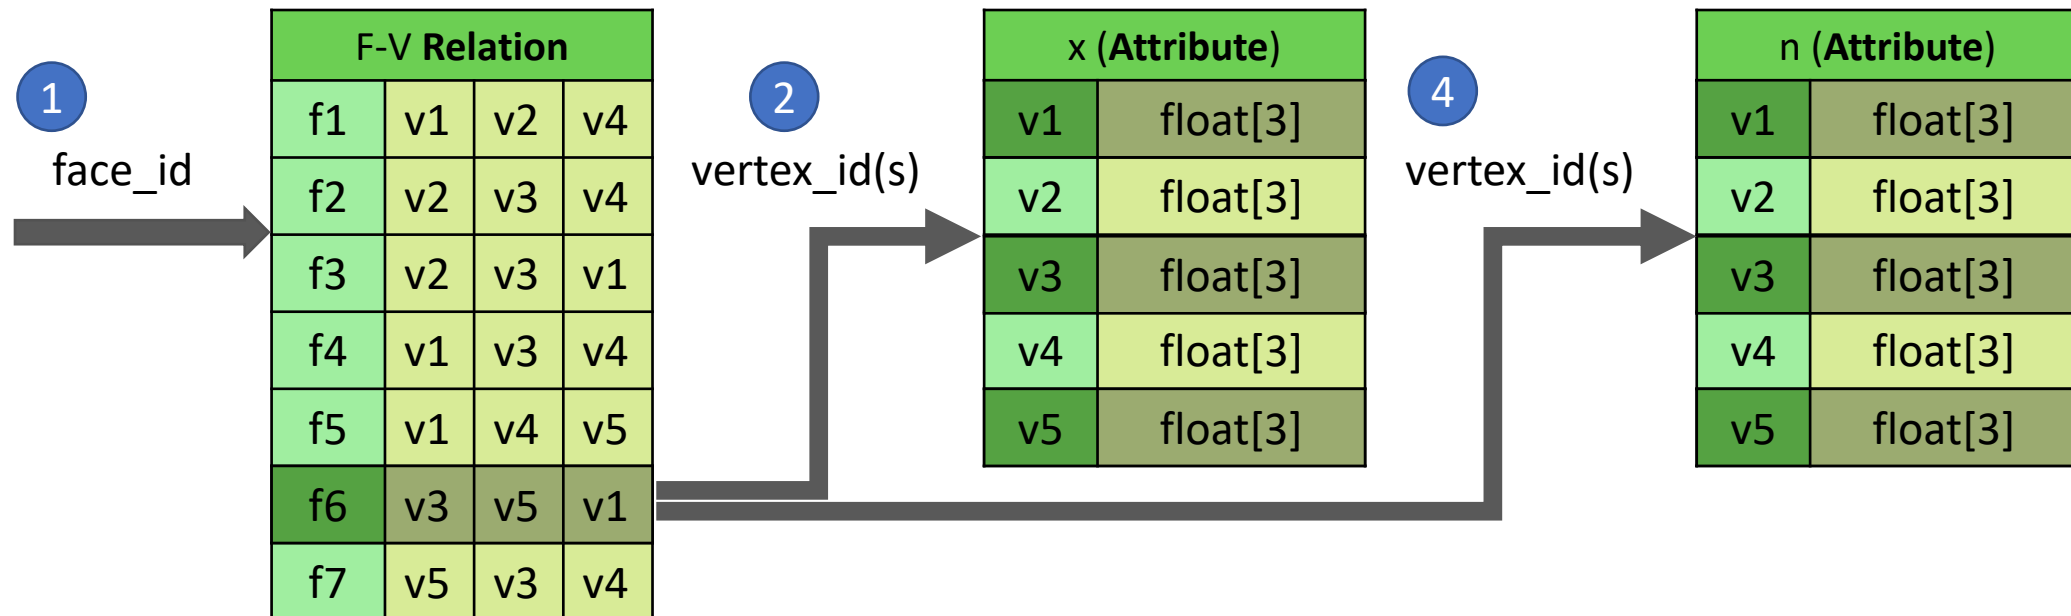 1
face_id
F-V Relation
f1 v1 v2 v4
f2 v2 v3 v4
f3 v2 v3 v1
f4 v1 v3 v4
f5 v1 v4 v5
f6 v3 v5 v1
f7 v5 v3 v4
2
vertex_id(s)
x (Attribute)
v1 float[3]
v2 float[3]
v3 float[3]
v4 float[3]
v5 float[3]
4
vertex_id(s)
n (Attribute)
v1 float[3]
v2 float[3]
v3 float[3]
v4 float[3]
v5 float[3]